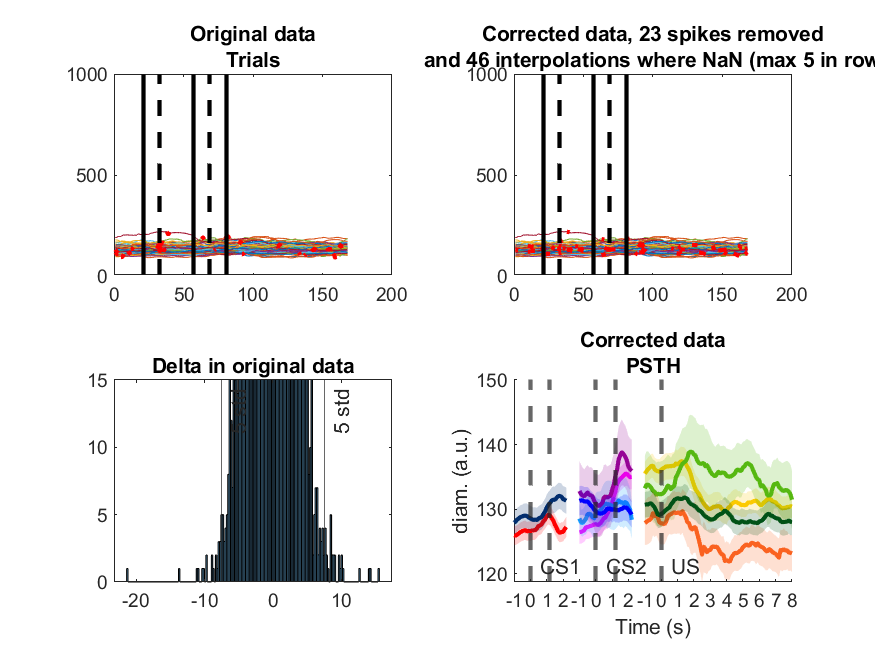 Original data
Trials
1000
500
0
0
50
100
150
200
Corrected data, 23 spikes removed
and 46 interpolations where NaN (max 5 in row
1000
500
0
0
50
100
150
200
Delta in original data
15
10
5
0
-20
-10
0
10
5 std
Corrected data
PSTH
150
140
130
120
diam. (a.u.)
CS1 CS2 US
-1 0 1 2 -1 0 1 2 -1 0 1 2 3 4 5 6 7 8
Time (s)